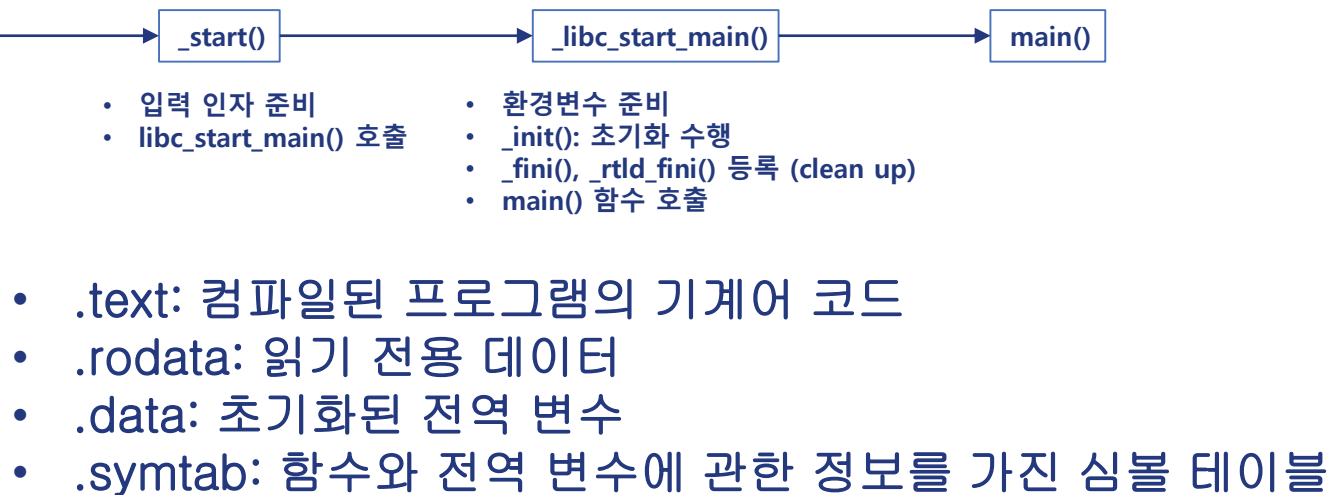 _start()
_libc_start_main()
main()
• 입력 인자 준비
• libc_start_main() 호출
• 환경변수 준비
• _init(): 초기화 수행
• _fini(), _rtld_fini() 등록 (clean up)
• main() 함수 호출
• .text: 컴파일된 프로그램의 기계어 코드
• .rodata: 읽기 전용 데이터
• .data: 초기화된 전역 변수
• .symtab: 함수와 전역 변수에 관한 정보를 가진 심볼 테이블